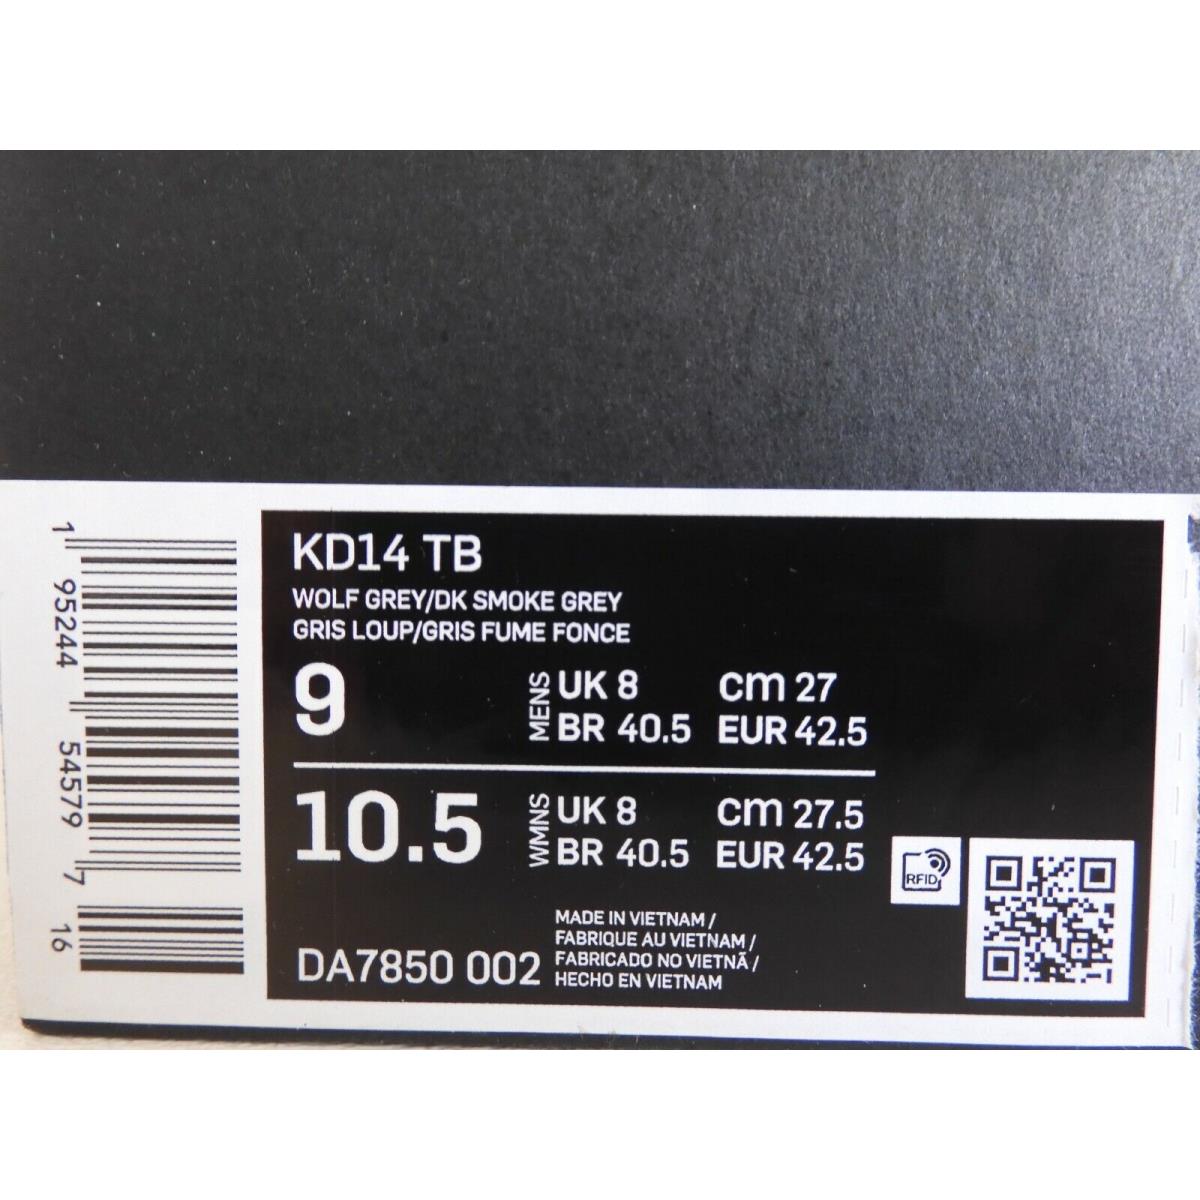 KD14 TB
WOLF GREY/DK SMOKE GREY
GRIS LOUP/GRIS FUME FONCE
9
MENS
UK 8
cm 27
BR 40.5
EUR 42.5
10.5
WMNS
UK 8
cm 27.5
BR 40.5
EUR 42.5
RFID
DA7850 002
MADE IN VIETNAM /
FABRIQUE AU VIETNAM /
FABRICADO NO VIETNÃ /
HECHO EN VIETNAM
1 95244 54579 7
16